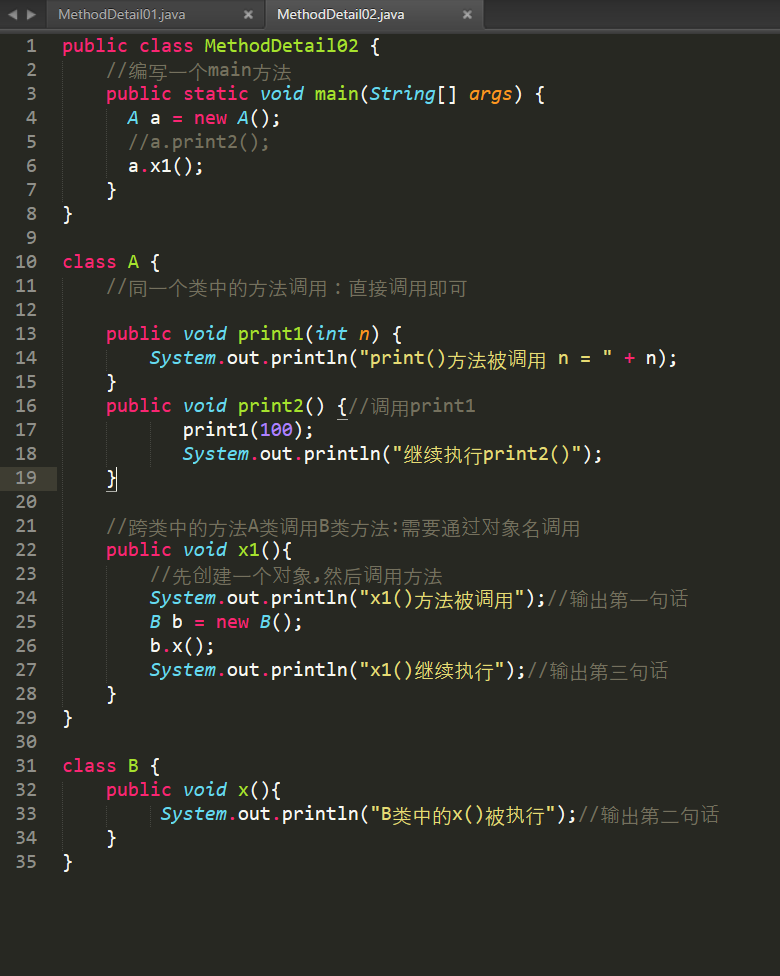 MethodDetail01.java × MethodDetail02.java ×
1 public class MethodDetail02 {
2 //编写一个main方法
3 public static void main(String[] args) {
4 A a = new A();
5 //a.print2();
6 a.x1();
7 }
8 }
9
10 class A {
11 //同一个类中的方法调用：直接调用即可
12
13 public void print1(int n) {
14 System.out.println("print()方法被调用 n = " + n);
15 }
16 public void print2() {//调用print1
17 print1(100);
18 System.out.println("继续执行print2()");
19 }
20
21 //跨类中的方法A类调用B类方法:需要通过对象名调用
22 public void x1(){
23 //先创建一个对象,然后调用方法
24 System.out.println("x1()方法被调用");//输出第一句话
25 B b = new B();
26 b.x();
27 System.out.println("x1()继续执行");//输出第三句话
28 }
29 }
30
31 class B {
32 public void x(){
33 System.out.println("B类中的x()被执行");//输出第二句话
34 }
35 }